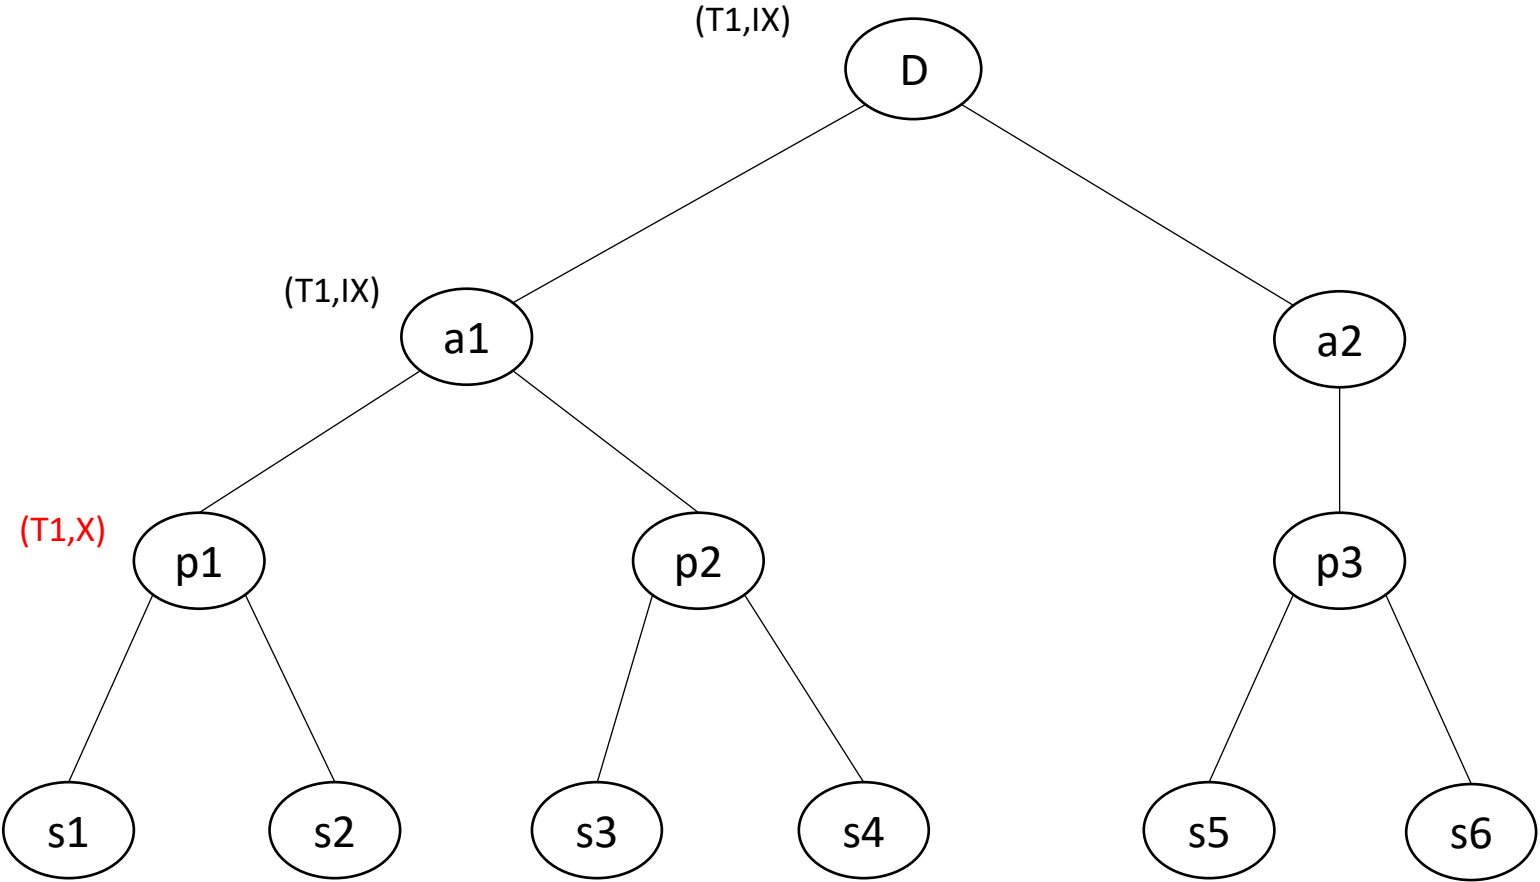 (T1,IX)
D
(T1,IX)
a1
a2
(T1,X)
p1
p2
p3
s1
s2
s3
s4
s5
s6